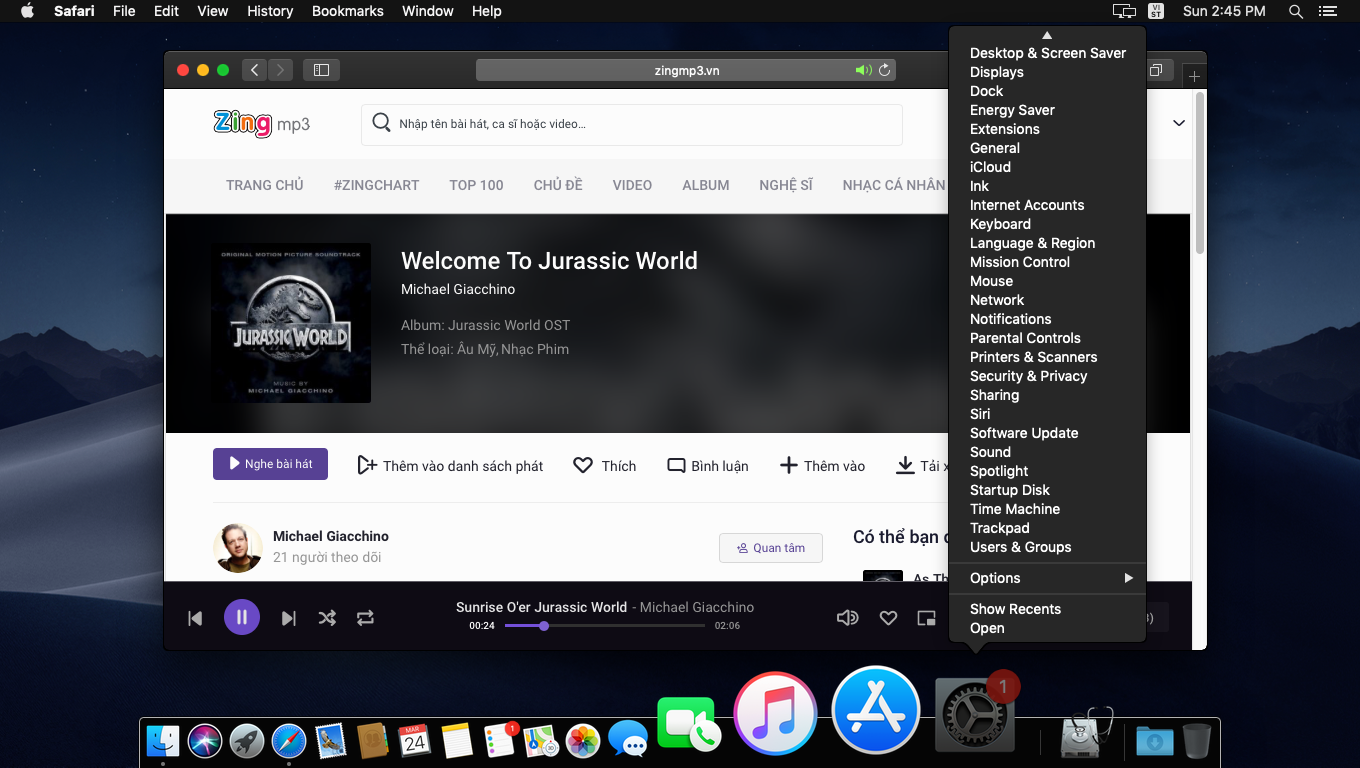 Safari File Edit View History Bookmarks Window Help
VI
ST
Sun 2:45 PM
zingmp3.vn
Zing mp3
Nhập tên bài hát, ca sĩ hoặc video...
TRANG CHỦ #ZINGCHART TOP 100 CHỦ ĐỀ VIDEO ALBUM NGHỆ SĨ NHẠC CÁ NHÂN
ORIGINAL MOTION PICTURE SOUNDTRACK
JURASSIC WORLD
MUSIC BY
MICHAEL GIACCHINO
Welcome To Jurassic World
Michael Giacchino
Album: Jurassic World OST
Thể loại: Âu Mỹ, Nhạc Phim
Nghe bài hát
Thêm vào danh sách phát
Thích
Bình luận
Thêm vào
Tải
Michael Giacchino
21 người theo dõi
Quan tâm
Có thể bạn
As
Sunrise O'er Jurassic World - Michael Giacchino
00:24
02:06
Desktop & Screen Saver
Displays
Dock
Energy Saver
Extensions
General
iCloud
Ink
Internet Accounts
Keyboard
Language & Region
Mission Control
Mouse
Network
Notifications
Parental Controls
Printers & Scanners
Security & Privacy
Sharing
Siri
Software Update
Sound
Spotlight
Startup Disk
Time Machine
Trackpad
Users & Groups
Options
Show Recents
Open
MAR
24
1
1